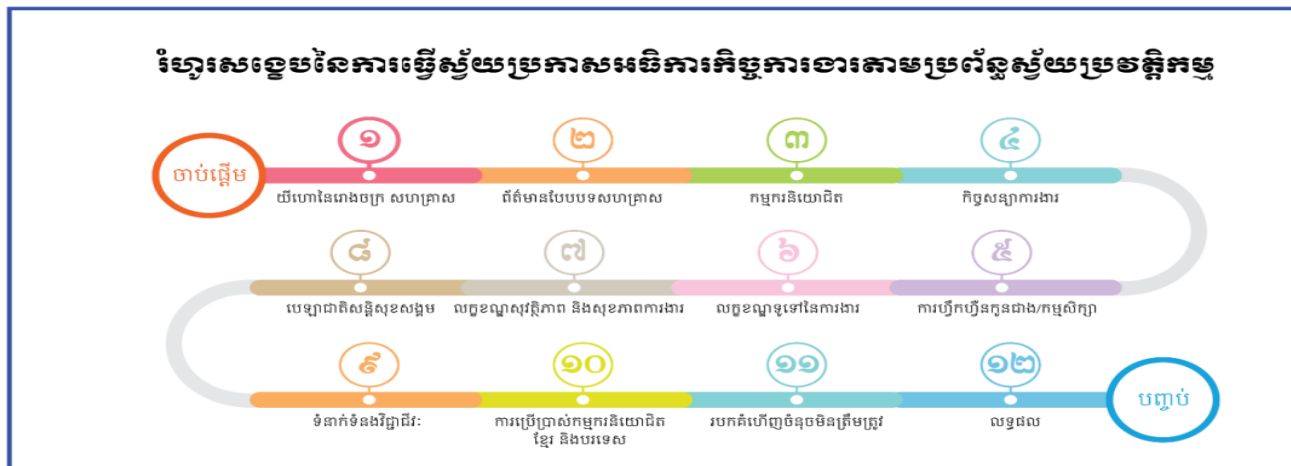 រំហូរសង្ខេបនៃការធ្វើស្វ័យប្រកាសអធិការកិច្ចការងារតាមប្រព័ន្ធស្វ័យប្រវត្តិកម្ម
ចាប់ផ្តើម
១
យីហោនៃរោងចក្រ សហគ្រាស
២
ព័ត៌មានបែបបទសហគ្រាស
៣
កម្មករនិយោជិត
៤
កិច្ចសន្យាការងារ
៥
ការហ្វឹកហ្វឺនកូនជាង/កម្មសិក្សា
៦
លក្ខខណ្ឌទូទៅនៃការងារ
៧
លក្ខខណ្ឌសុវត្ថិភាព និងសុខភាពការងារ
៨
បេឡាជាតិសន្តិសុខសង្គម
៩
ទំនាក់ទំនងវិជ្ជាជីវៈ
១០
ការប្រើប្រាស់កម្មករនិយោជិត
ខ្មែរ និងបរទេស
១១
របកគំហើញចំនុចមិនត្រឹមត្រូវ
១២
លទ្ធផល
បញ្ចប់